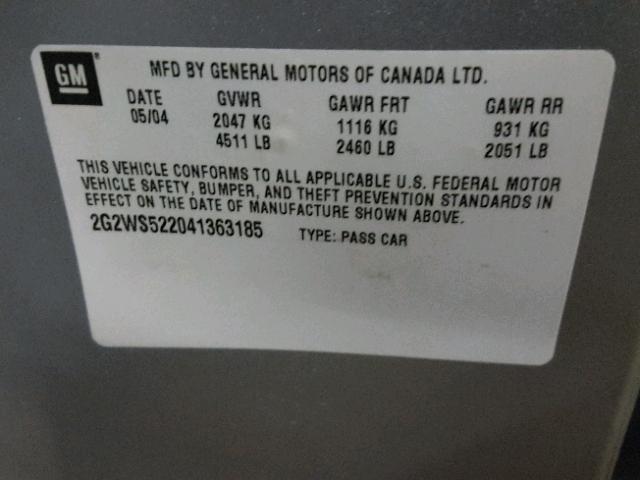 GM
MFD BY GENERAL MOTORS OF CANADA LTD.
DATE GVWR GAWR FRT GAWR RR
05/04 2047 KG 1116 KG 931 KG
4511 LB 2460 LB 2051 LB
THIS VEHICLE CONFORMS TO ALL APPLICABLE U.S. FEDERAL MOTOR
VEHICLE SAFETY, BUMPER, AND THEFT PREVENTION STANDARDS IN
EFFECT ON THE DATE OF MANUFACTURE SHOWN ABOVE.
2G2WS522041363185 TYPE: PASS CAR